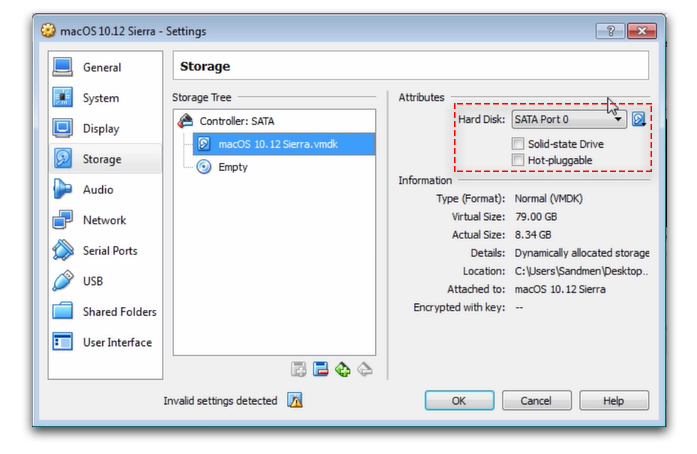 macOS 10.12 Sierra - Settings
General
System
Display
Storage
Audio
Network
Serial Ports
USB
Shared Folders
User Interface
Storage
Storage Tree
Controller: SATA
macOS 10.12 Sierra.vmdk
Empty
Attributes
Hard Disk: SATA Port 0
Solid-state Drive
Hot-pluggable
Information
Type (Format): Normal (VMDK)
Virtual Size: 79.00 GB
Actual Size: 8.34 GB
Details: Dynamically allocated storage
Location: C:\Users\Sandmen\Desktop...
Attached to: macOS 10.12 Sierra
Encrypted with key: --
Invalid settings detected
OK
Cancel
Help